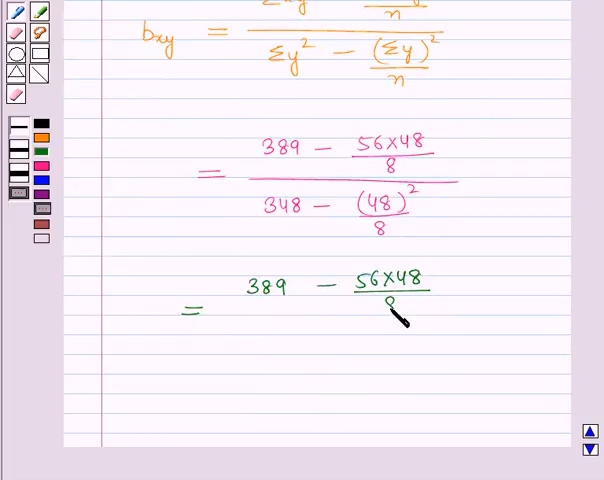 n
bxy =
Σy² − (Σy)²
n
389 − 56×48
8
=
348 − (48)²
8
389 − 56×48
=
8